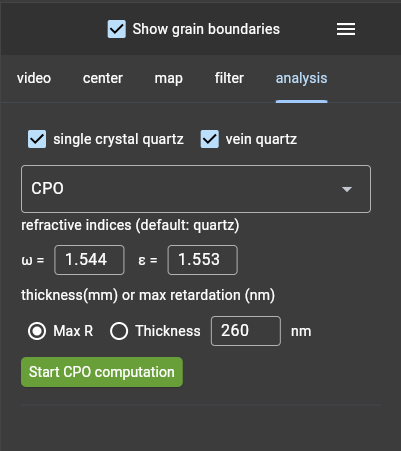 Show grain boundaries
video center map filter analysis
single crystal quartz vein quartz
CPO
refractive indices (default: quartz)
ω = 1.544 ε = 1.553
thickness(mm) or max retardation (nm)
Max R Thickness 260 nm
Start CPO computation